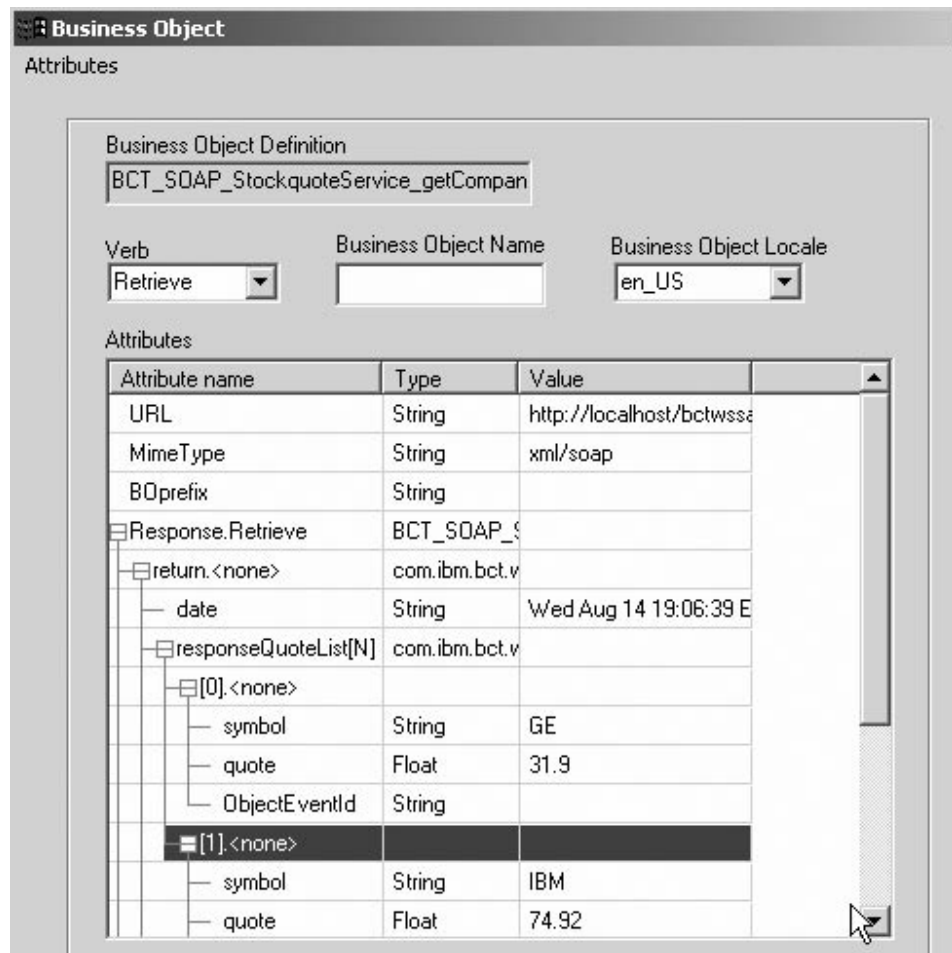 Business Object
Attributes
Business Object Definition
BCT_SOAP_StockquoteService_getCompan
Verb Business Object Name Business Object Locale
Retrieve en_US
Attributes
Attribute name Type Value
URL String http://localhost/bctwssa
MimeType String xml/soap
BOprefix String
Response.Retrieve BCT_SOAP_S
return.<none> com.ibm.bct.w
date String Wed Aug 14 19:06:39 E
responseQuoteList[N] com.ibm.bct.w
[0].<none>
symbol String GE
quote Float 31.9
ObjectEventId String
[1].<none>
symbol String IBM
quote Float 74.92